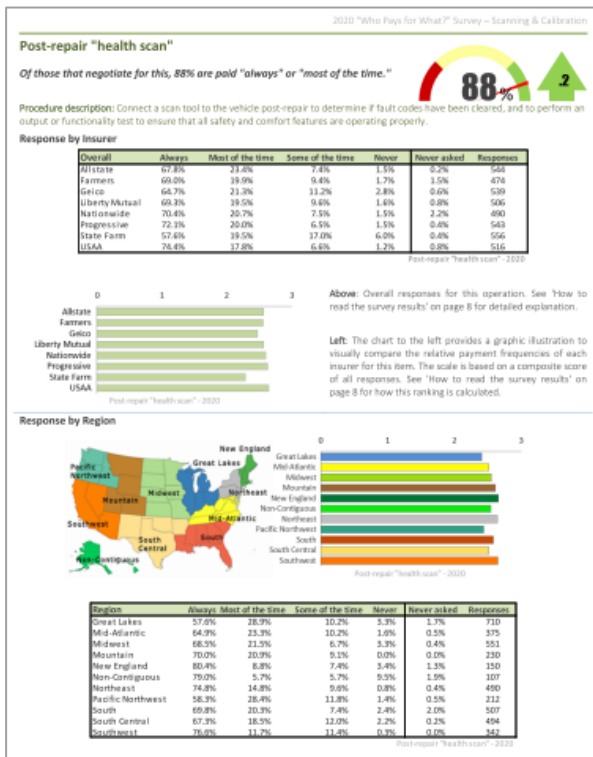 2020 "Who Pays for What?" Survey – Scanning & Calibration
Post-repair "health scan"
Of those that negotiate for this, 88% are paid "always" or "most of the time."
88%
.2
Procedure description: Connect a scan tool to the vehicle post-repair to determine if fault codes have been cleared, and to perform an
output or functionality test to ensure that all safety and comfort features are operating properly.
Response by Insurer
Overall Always Most of the time Some of the time Never Never asked Responses
Allstate 67.8% 23.4% 7.4% 1.5% 0.2% 544
Farmers 69.0% 19.9% 9.4% 1.7% 1.5% 474
Geico 64.7% 21.3% 11.2% 2.8% 0.6% 539
Liberty Mutual 69.3% 19.5% 9.6% 1.6% 0.8% 506
Nationwide 70.4% 20.7% 7.5% 1.5% 2.2% 490
Progressive 72.1% 20.0% 6.5% 1.5% 0.4% 543
State Farm 57.6% 19.5% 17.0% 6.0% 0.4% 556
USAA 74.4% 17.8% 6.6% 1.2% 0.8% 516
Post-repair "health scan" - 2020
0 1 2 3
Allstate
Farmers
Geico
Liberty Mutual
Nationwide
Progressive
State Farm
USAA
Post-repair "health scan" - 2020
Above: Overall responses for this operation. See 'How to
read the survey results' on page 8 for detailed explanation.
Left: The chart to the left provides a graphic illustration to
visually compare the relative payment frequencies of each
insurer for this item. The scale is based on a composite score
of all responses. See 'How to read the survey results' on
page 8 for how this ranking is calculated.
Response by Region
Pacific
Northwest
Mountain
Midwest
Great Lakes
New England
Northeast
Mid-Atlantic
Southwest
South
Central
South
Non-Contiguous
0 1 2 3
Great Lakes
Mid-Atlantic
Midwest
Mountain
New England
Non-Contiguous
Northeast
Pacific Northwest
South
South Central
Southwest
Post-repair "health scan" - 2020
Region Always Most of the time Some of the time Never Never asked Responses
Great Lakes 57.6% 28.9% 10.2% 3.3% 1.7% 710
Mid-Atlantic 64.9% 23.3% 10.2% 1.6% 0.5% 375
Midwest 68.5% 21.5% 6.7% 3.3% 0.4% 551
Mountain 70.0% 20.9% 9.1% 0.0% 0.0% 230
New England 80.4% 8.8% 7.4% 3.4% 1.3% 150
Non-Contiguous 79.0% 5.7% 5.7% 9.5% 1.9% 107
Northeast 74.8% 14.8% 9.6% 0.8% 0.4% 490
Pacific Northwest 58.3% 28.4% 11.8% 1.4% 0.5% 212
South 69.8% 20.3% 7.4% 2.4% 2.0% 507
South Central 67.3% 18.5% 12.0% 2.2% 0.2% 494
Southwest 76.6% 11.7% 11.4% 0.3% 0.0% 342
Post-repair "health scan" - 2020